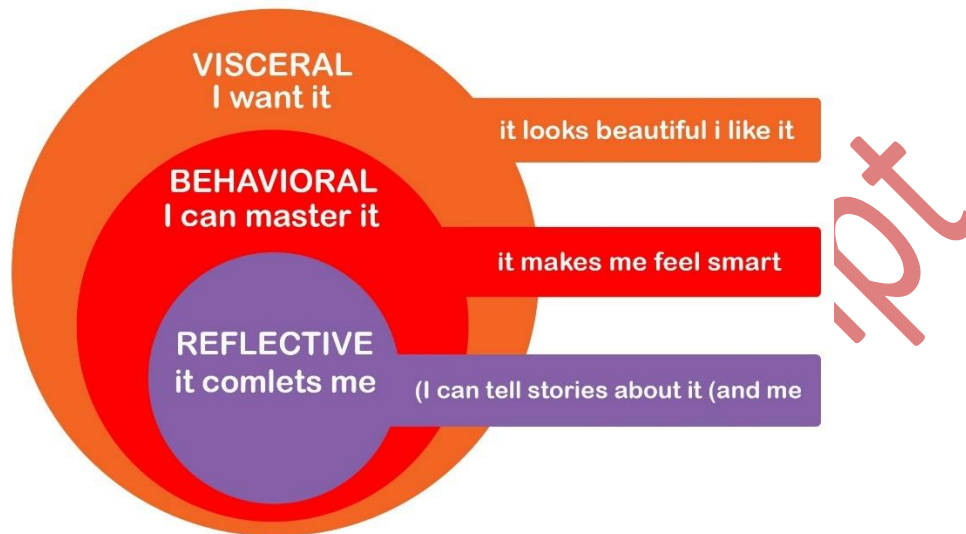 VISCERAL
I want it
it looks beautiful i like it
BEHAVIORAL
I can master it
it makes me feel smart
REFLECTIVE
it comlets me
(I can tell stories about it (and me